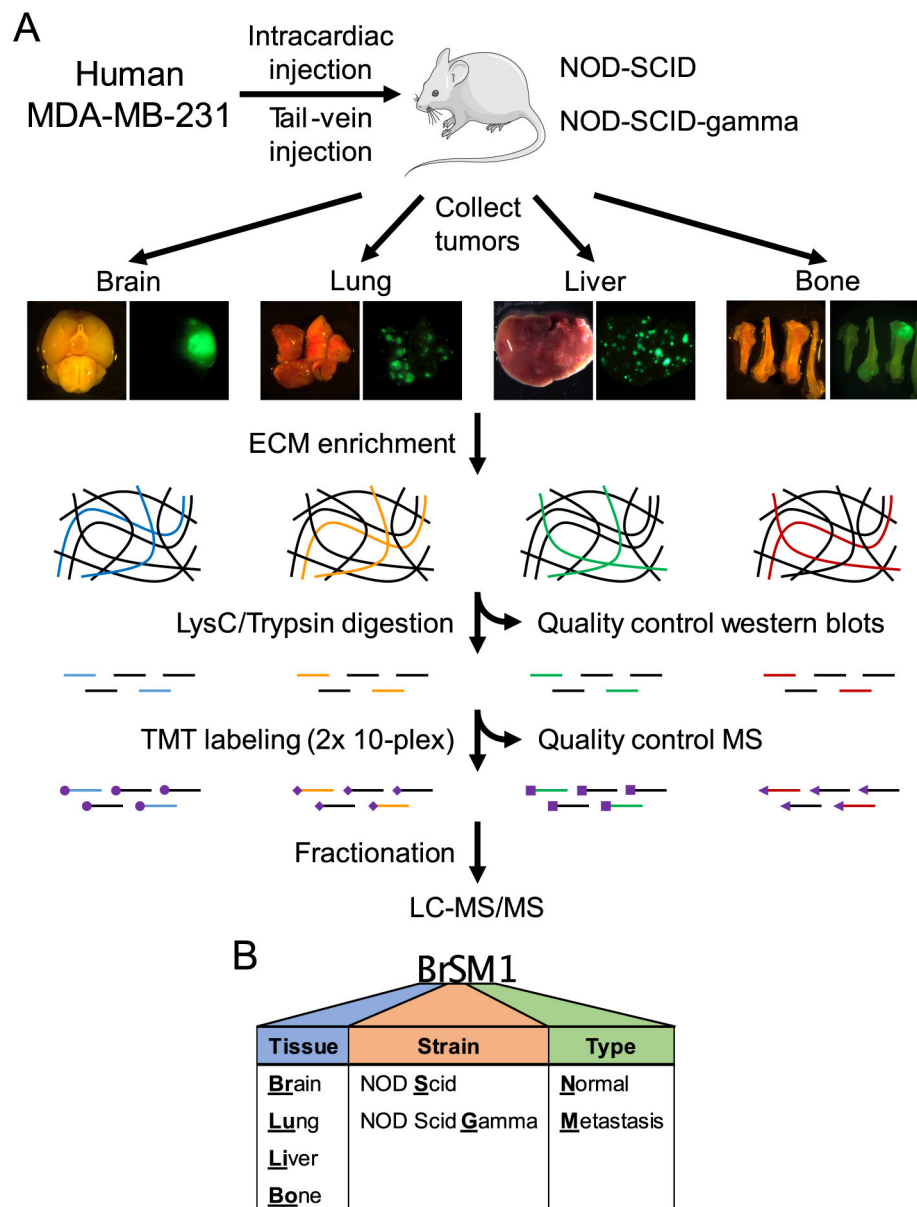 A
Human
MDA-MB-231
Intracardiac
injection
Tail-vein
injection
NOD-SCID
NOD-SCID-gamma
Collect
tumors
Brain
Lung
Liver
Bone
ECM enrichment
LysC/Trypsin digestion
Quality control western blots
TMT labeling (2x 10-plex)
Quality control MS
Fractionation
LC-MS/MS
B
BrSM1
Tissue Strain Type
Brain NOD Scid Normal
Lung NOD Scid Gamma Metastasis
Liver
Bone